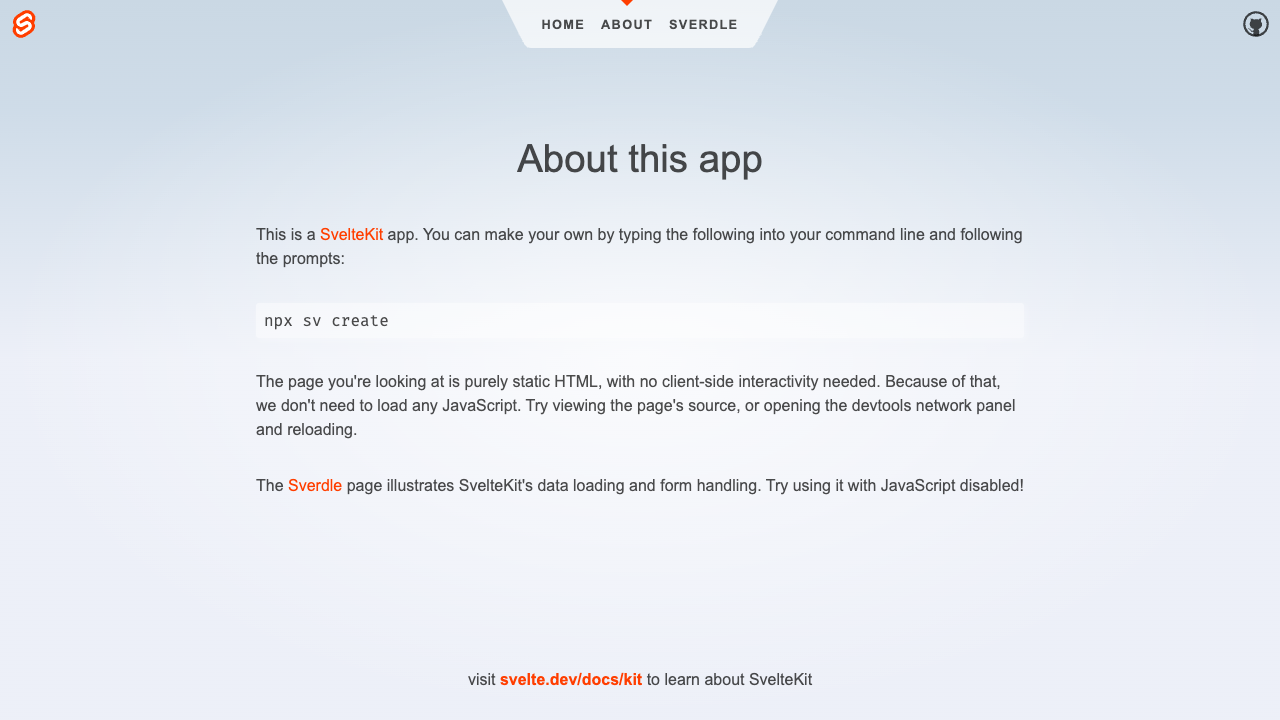 HOME ABOUT SVERDLE
About this app
This is a SvelteKit app. You can make your own by typing the following into your command line and following
the prompts:
npx sv create
The page you're looking at is purely static HTML, with no client-side interactivity needed. Because of that,
we don't need to load any JavaScript. Try viewing the page's source, or opening the devtools network panel
and reloading.
The Sverdle page illustrates SvelteKit's data loading and form handling. Try using it with JavaScript disabled!
visit svelte.dev/docs/kit to learn about SvelteKit